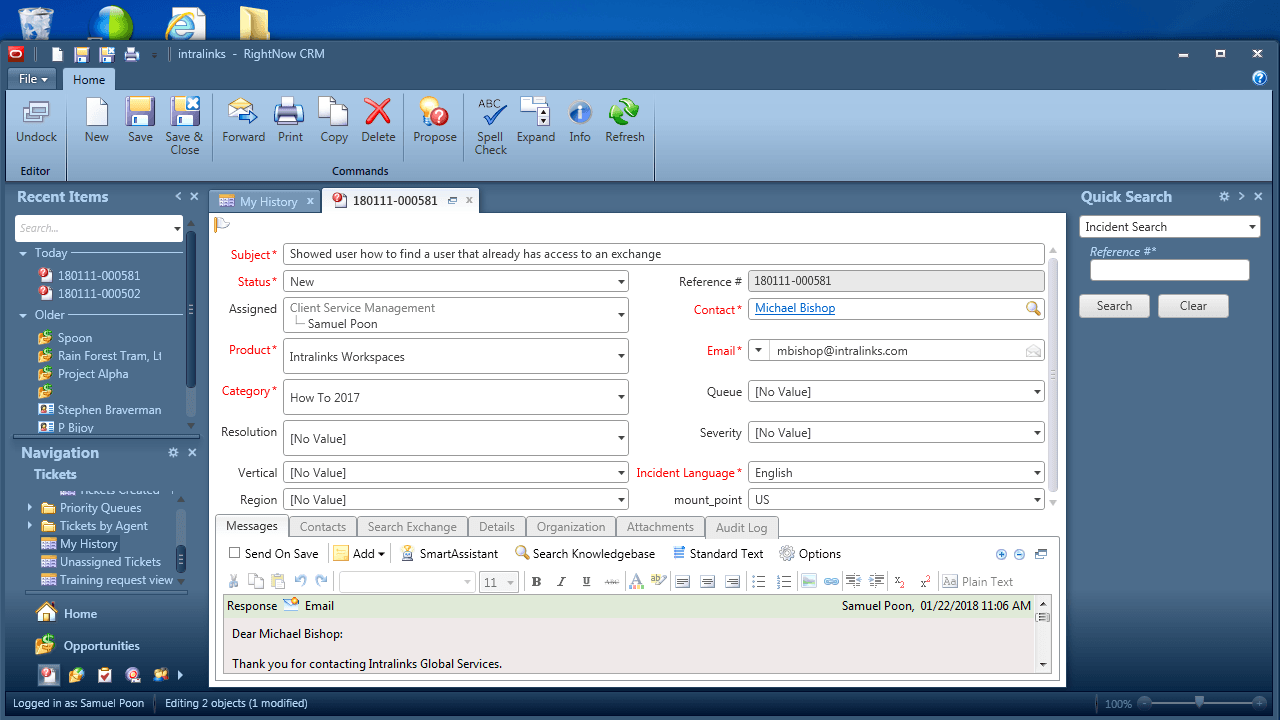 intralinks - RightNow CRM
File
Home
Undock
New
Save
Save & Close
Forward
Print
Copy
Delete
Propose
ABC
Spell Check
Expand
Info
Refresh
Editor
Commands
Recent Items
Search...
Today
180111-000581
180111-000502
Older
Spoon
Rain Forest Tram, Lt
Project Alpha
Stephen Braverman
P Bijoy
Navigation
Tickets
Tickets Created
Priority Queues
Tickets by Agent
My History
Unassigned Tickets
Training request view
Home
Opportunities
My History
180111-000581
Subject* Showed user how to find a user that already has access to an exchange
Status* New
Reference # 180111-000581
Assigned Client Service Management
Samuel Poon
Contact* Michael Bishop
Product* Intralinks Workspaces
Email* mbishop@intralinks.com
Category* How To 2017
Queue [No Value]
Resolution [No Value]
Severity [No Value]
Vertical [No Value]
Incident Language* English
Region [No Value]
mount_point US
Messages Contacts Search Exchange Details Organization Attachments Audit Log
Send On Save Add SmartAssistant Search Knowledgebase Standard Text Options
11 B I U ABC A ab x2 x2 Aa Plain Text
Response Email Samuel Poon, 01/22/2018 11:06 AM
Dear Michael Bishop:
Thank you for contacting Intralinks Global Services.
Quick Search
Incident Search
Reference #*
Search
Clear
Logged in as: Samuel Poon
Editing 2 objects (1 modified)
100%